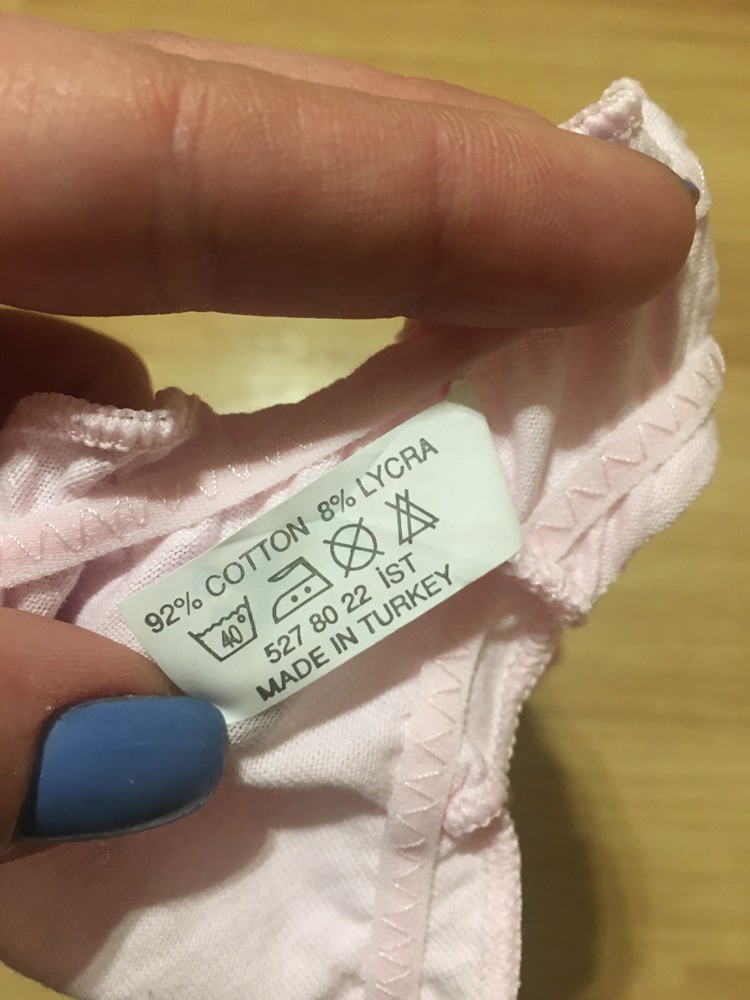 92% COTTON 8% LYCRA
40°
527 80 22 İST
MADE IN TURKEY